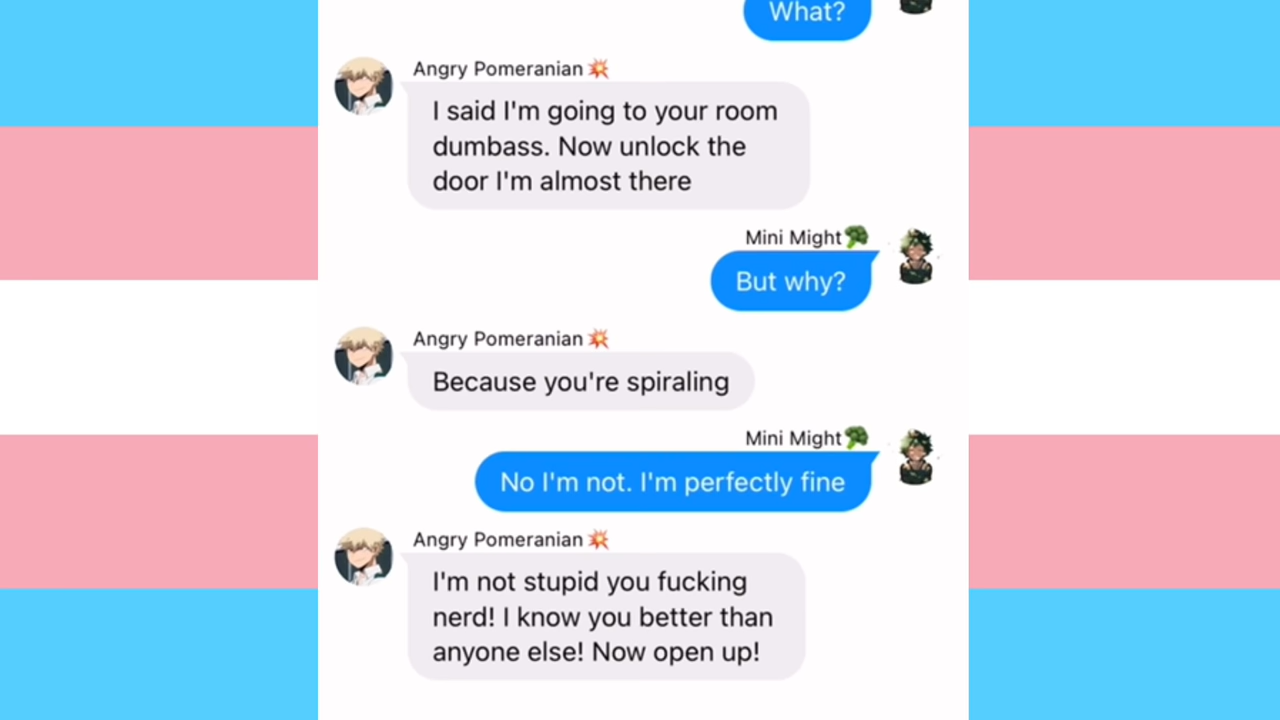 What?
Angry Pomeranian💥
I said I'm going to your room
dumbass. Now unlock the
door I'm almost there
Mini Might🥦
But why?
Angry Pomeranian💥
Because you're spiraling
Mini Might🥦
No I'm not. I'm perfectly fine
Angry Pomeranian💥
I'm not stupid you fucking
nerd! I know you better than
anyone else! Now open up!